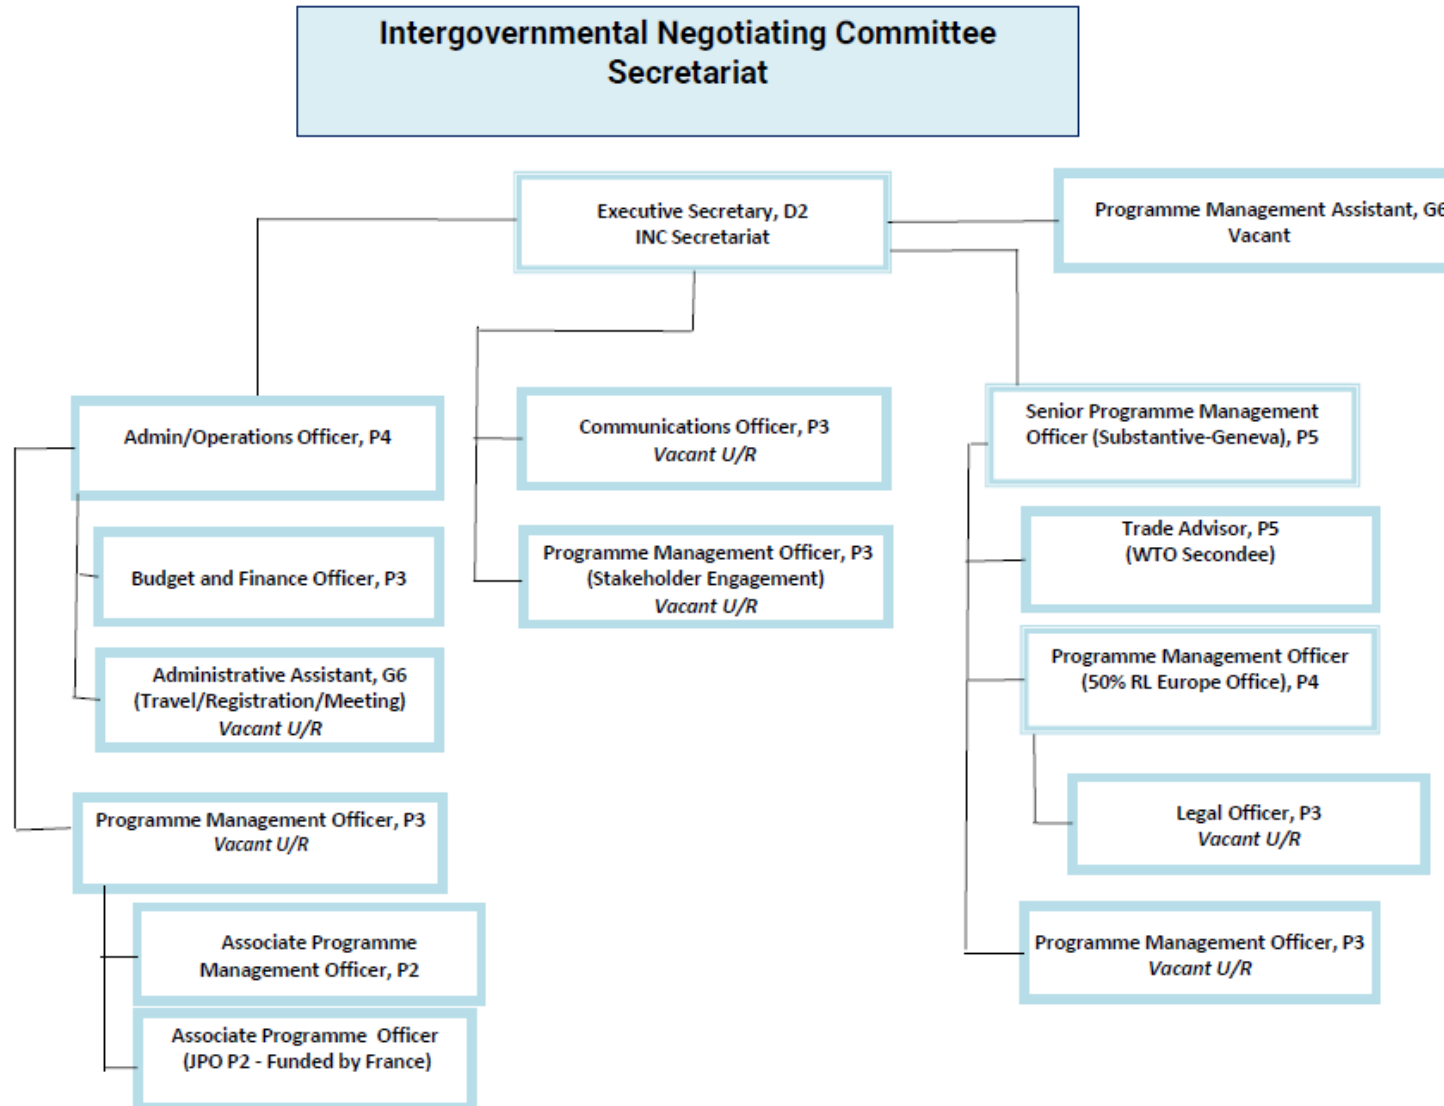 Intergovernmental Negotiating Committee
Secretariat
Executive Secretary, D2
INC Secretariat
Programme Management Assistant, G6
Vacant
Admin/Operations Officer, P4
Budget and Finance Officer, P3
Administrative Assistant, G6
(Travel/Registration/Meeting)
Vacant U/R
Programme Management Officer, P3
Vacant U/R
Associate Programme
Management Officer, P2
Associate Programme Officer
(JPO P2 - Funded by France)
Communications Officer, P3
Vacant U/R
Programme Management Officer, P3
(Stakeholder Engagement)
Vacant U/R
Senior Programme Management
Officer (Substantive-Geneva), P5
Trade Advisor, P5
(WTO Secondee)
Programme Management Officer
(50% RL Europe Office), P4
Legal Officer, P3
Vacant U/R
Programme Management Officer, P3
Vacant U/R